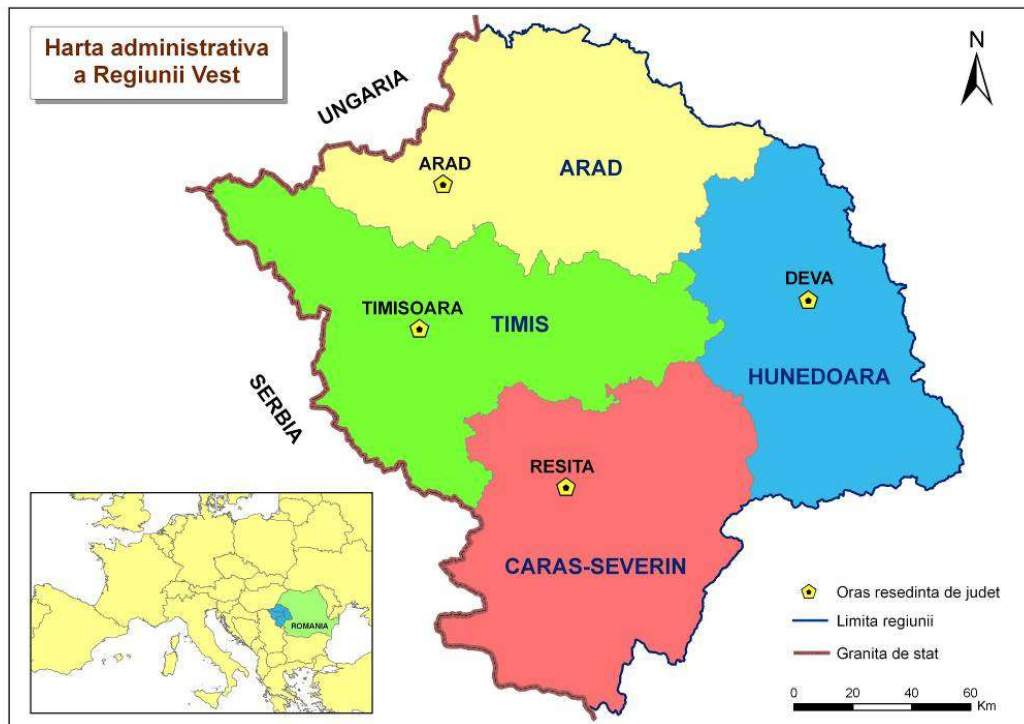 Harta administrativa
a Regiunii Vest
N
UNGARIA
ARAD
ARAD
DEVA
TIMISOARA
TIMIS
HUNEDOARA
SERBIA
RESITA
CARAS-SEVERIN
ROMANIA
Oras resedinta de judet
Limita regiunii
Granita de stat
0 20 40 60
Km